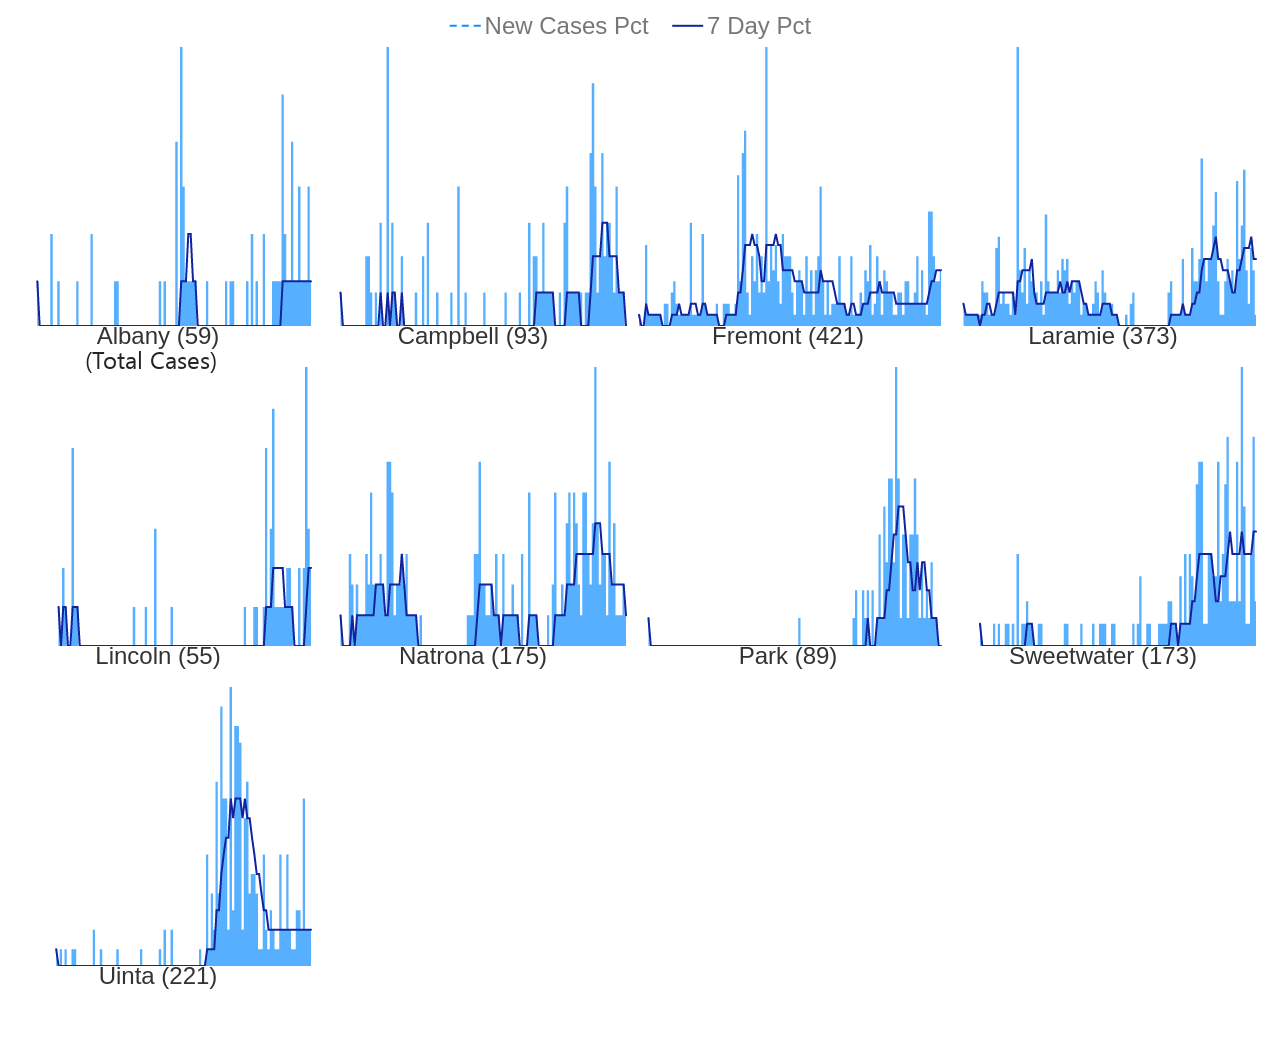 New Cases Pct 7 Day Pct
Albany (59) Campbell (93) Fremont (421) Laramie (373)
(Total Cases)
Lincoln (55) Natrona (175) Park (89) Sweetwater (173)
Uinta (221)